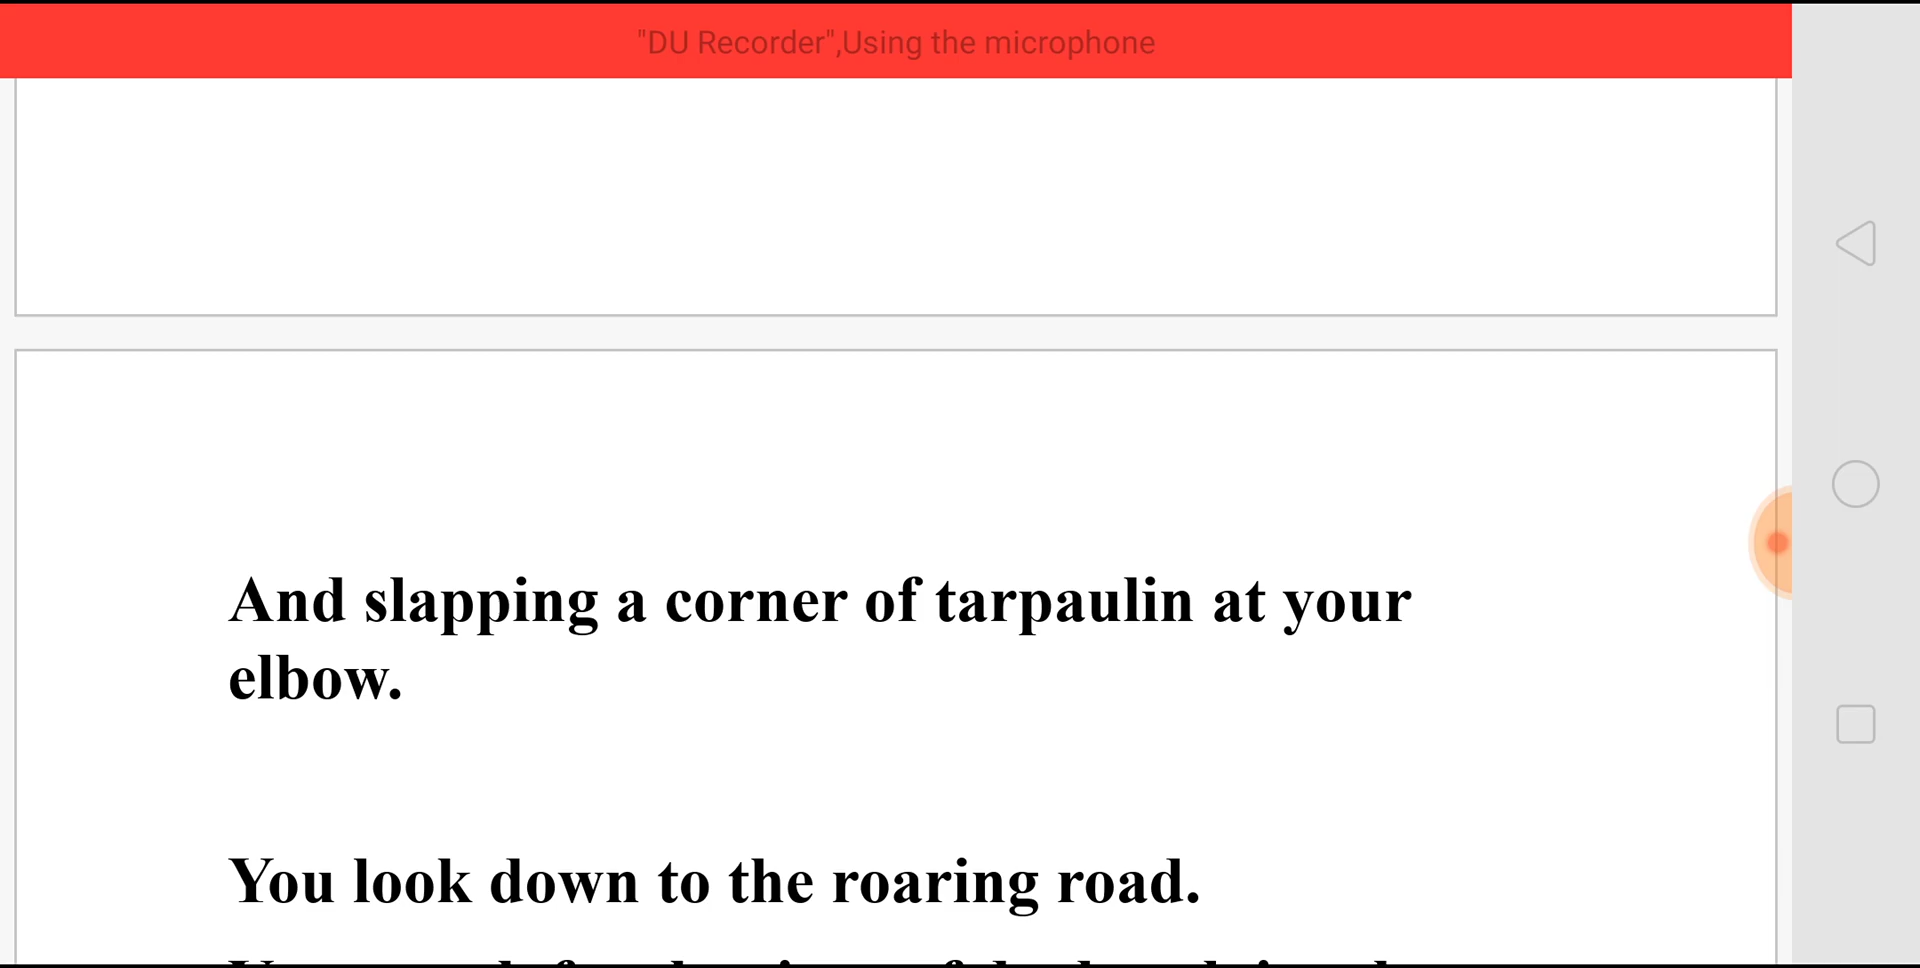 "DU Recorder",Using the microphone
And slapping a corner of tarpaulin at your
elbow.
You look down to the roaring road.